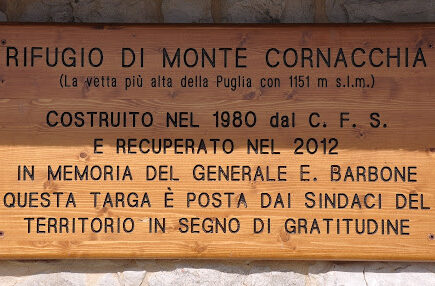 RIFUGIO DI MONTE CORNACCHIA
(La vetta più alta della Puglia con 1151 m s.l.m.)
COSTRUITO NEL 1980 dal C. F. S.
E RECUPERATO NEL 2012
IN MEMORIA DEL GENERALE E. BARBONE
QUESTA TARGA È POSTA DAI SINDACI DEL
TERRITORIO IN SEGNO DI GRATITUDINE